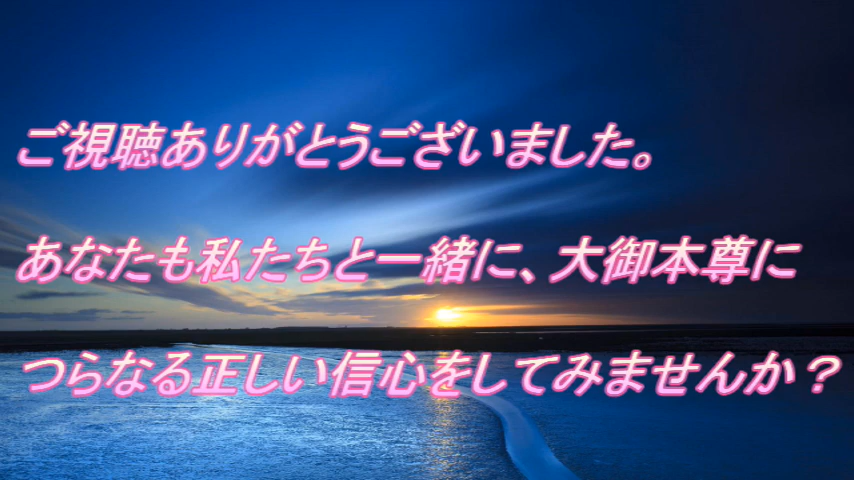 ご視聴ありがとうございました。
あなたも私たちと一緒に、大御本尊に
つらなる正しい信心をしてみませんか？